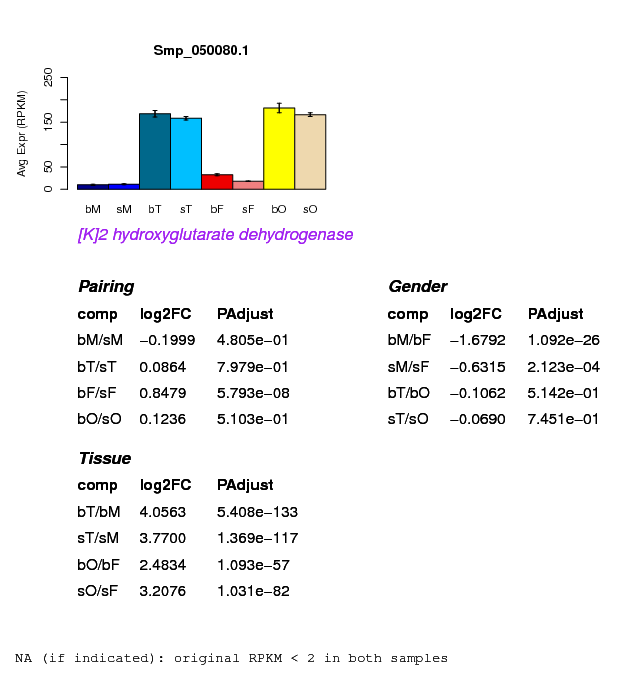 Smp_050080.1
Avg Expr (RPKM)
250
150
50
0
bM sM bT sT bF sF bO sO
[K]2 hydroxyglutarate dehydrogenase
Pairing
comp log2FC PAdjust
bM/sM −0.1999 4.805e−01
bT/sT 0.0864 7.979e−01
bF/sF 0.8479 5.793e−08
bO/sO 0.1236 5.103e−01
Gender
comp log2FC PAdjust
bM/bF −1.6792 1.092e−26
sM/sF −0.6315 2.123e−04
bT/bO −0.1062 5.142e−01
sT/sO −0.0690 7.451e−01
Tissue
comp log2FC PAdjust
bT/bM 4.0563 5.408e−133
sT/sM 3.7700 1.369e−117
bO/bF 2.4834 1.093e−57
sO/sF 3.2076 1.031e−82
NA (if indicated): original RPKM < 2 in both samples